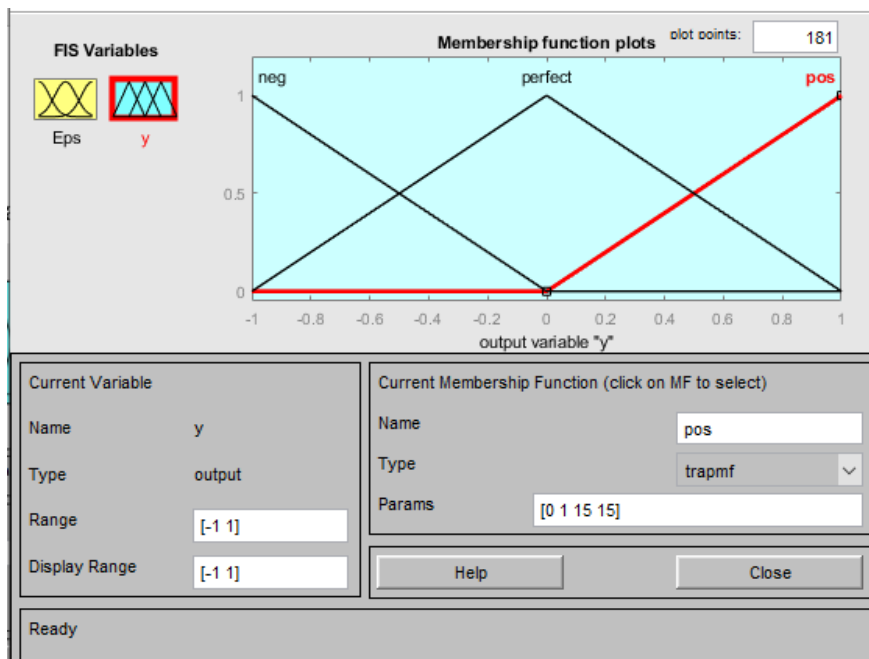 FIS Variables
Eps
y
Membership function plots
plot points:
181
neg
perfect
pos
1
0.5
0
-1
-0.8
-0.6
-0.4
-0.2
0
0.2
0.4
0.6
0.8
1
output variable "y"
Current Variable
Name
y
Type
output
Range
[-1 1]
Display Range
[-1 1]
Current Membership Function (click on MF to select)
Name
pos
Type
trapmf
Params
[0 1 15 15]
Help
Close
Ready